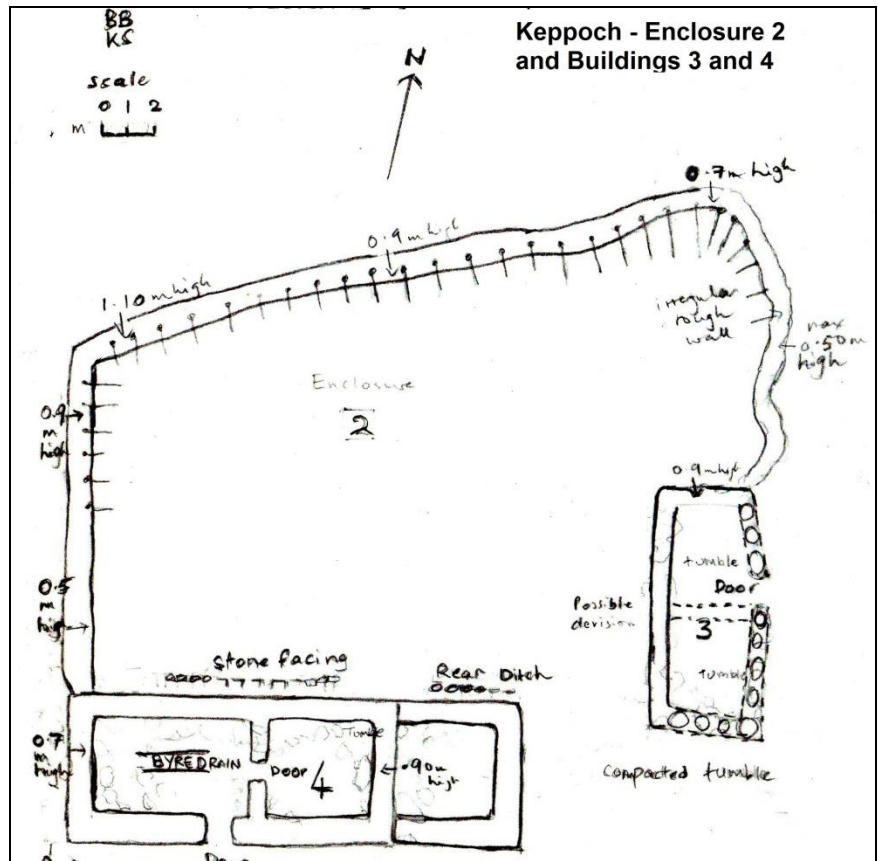 BB
KS
Keppoch - Enclosure 2
and Buildings 3 and 4
scale
0 1 2
m
N
0.7m high
0.9m high
1.10m high
irregular
rough
wall
max
0.50m
high
Enclosure
2
0.9
m
high
0.9m high
tumble
Door
Possible
devision
3
tumble
0.5
m
high
Stone facing
Rear Ditch
0.7
m
high
Tumble
BYRE DRAIN
Door
4
.90m
high
compacted tumble